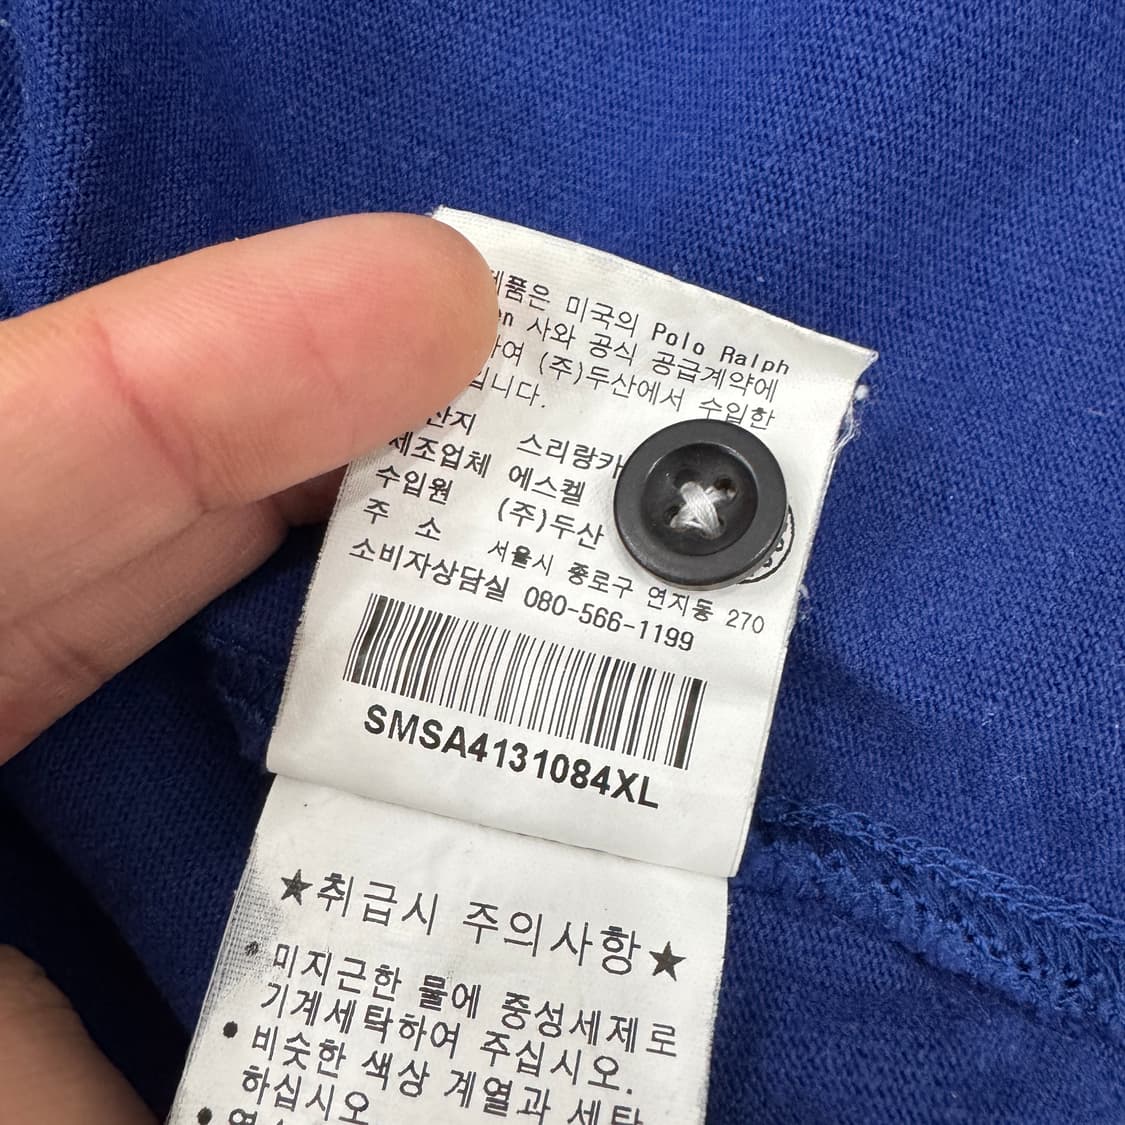 품은 미국의 Polo Ralph
사와 공식 공급계약에
(주)두산에서 수입한
입니다.
산지 스리랑카
제조업체 에스켈
수입원 (주)두산
주 소 서울시 종로구 연지동 270
소비자상담실 080-566-1199
SMSA4131084XL
★취급시 주의사항★
• 미지근한 물에 중성세제로
기계세탁하여 주십시오.
• 비슷한 색상 계열과 세탁
하십시오